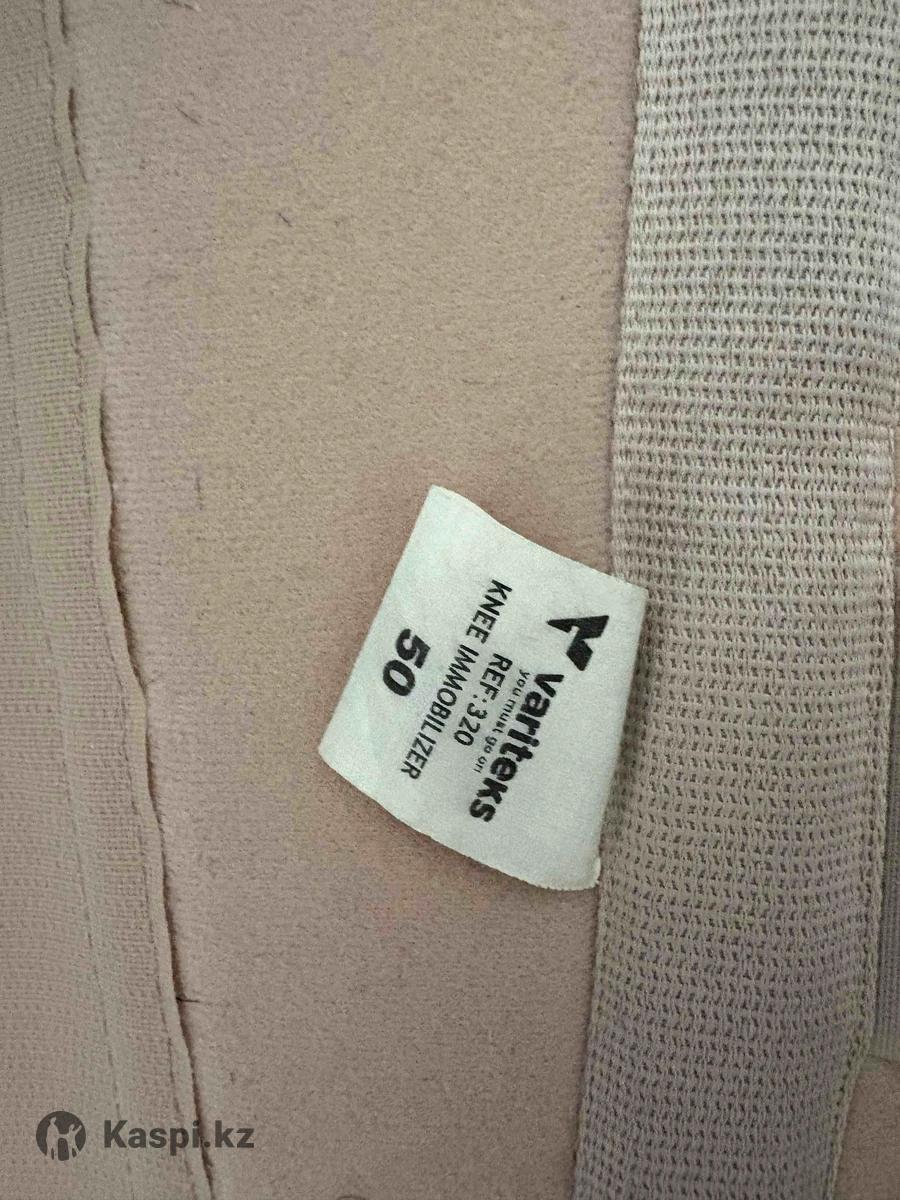 variteks
you must go on!
REF: 320
KNEE IMMOBILIZER
50
Kaspi.kz